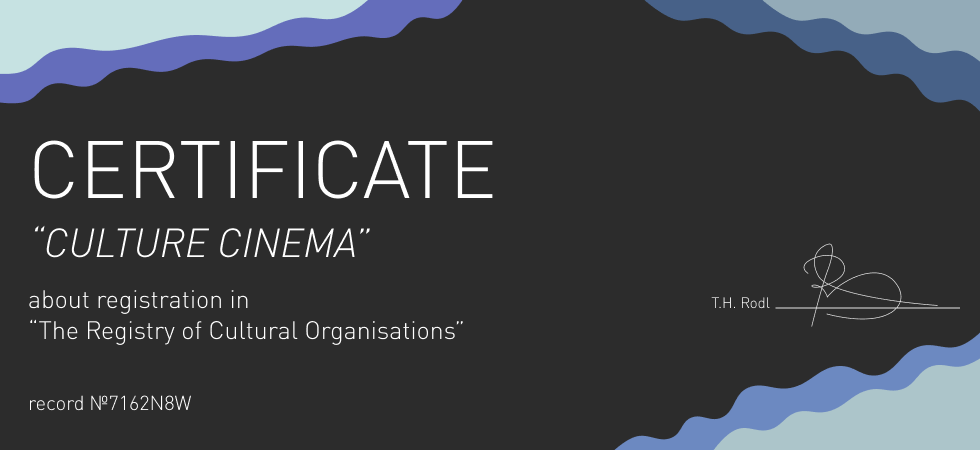 CERTIFICATE
“CULTURE CINEMA”
about registration in
“The Registry of Cultural Organisations”
T.H. Rodl
record №7162N8W